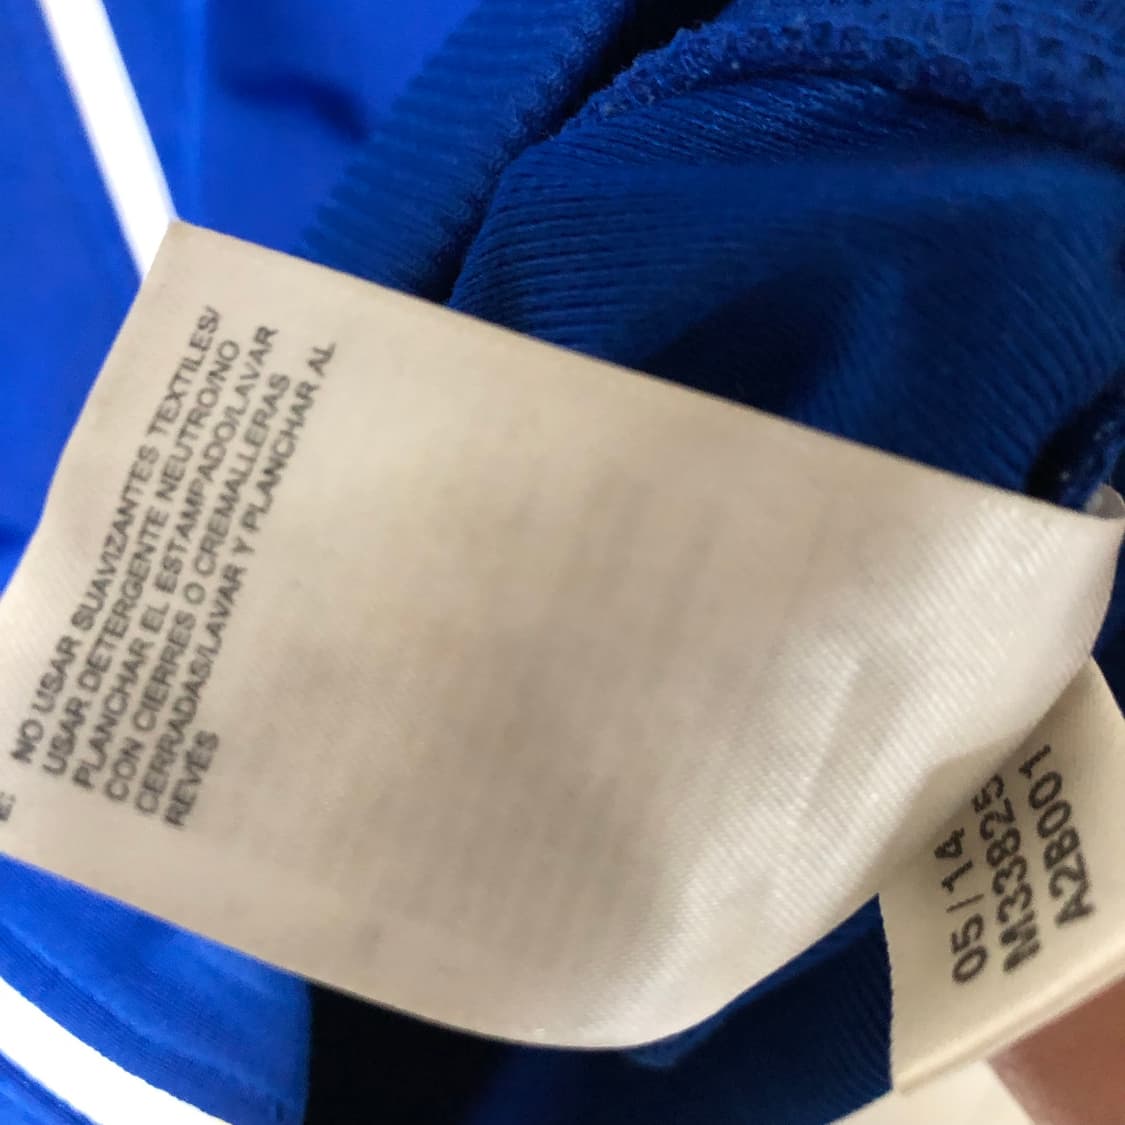 NO USAR SUAVIZANTES TEXTILES/
USAR DETERGENTE NEUTRO/NO
PLANCHAR EL ESTAMPADO/LAVAR
CON CIERRES O CREMALLERAS
CERRADAS/LAVAR Y PLANCHAR AL
REVÉS
05/14
M33825
A2B001